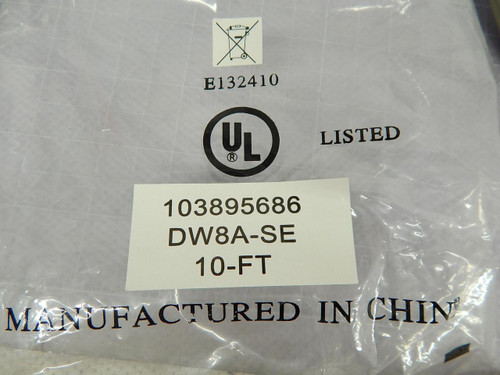 E132410
UL ® LISTED
103895686
DW8A-SE
10-FT
MANUFACTURED IN CHIN